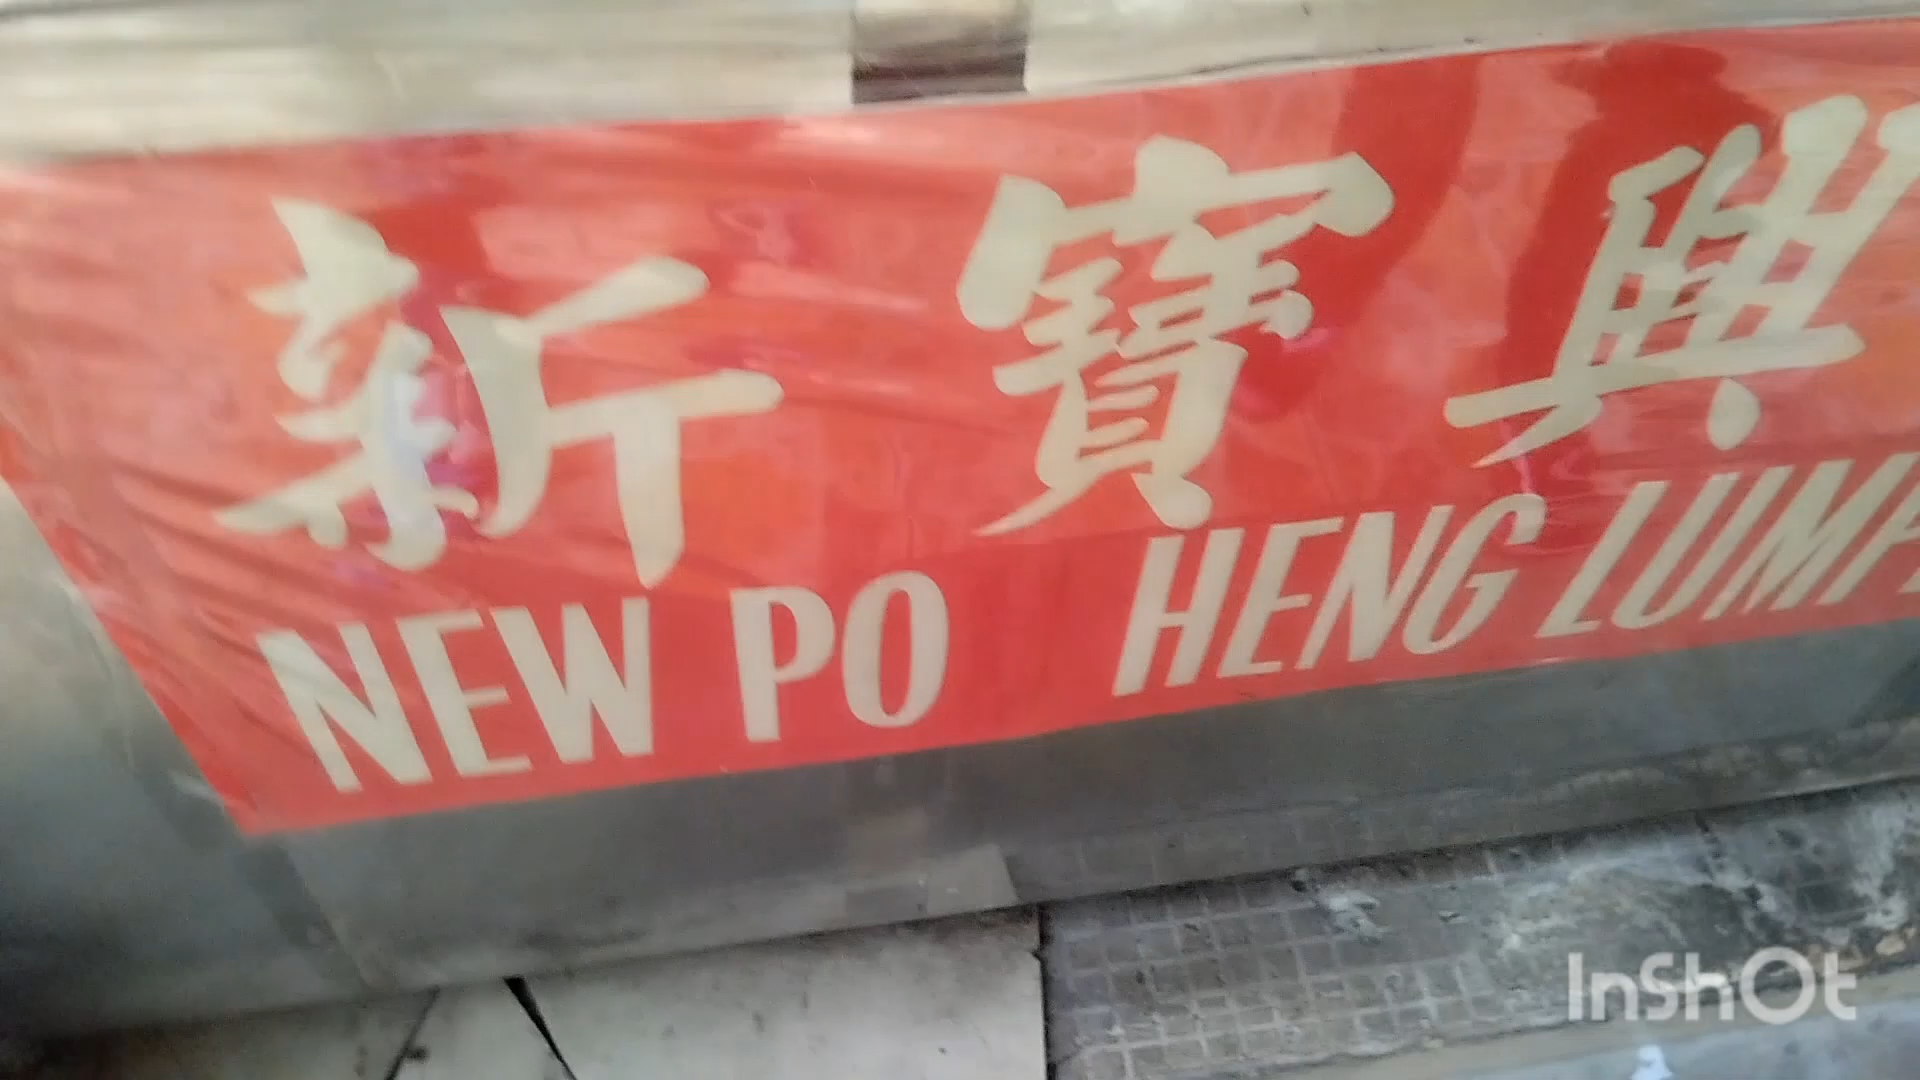 新寶興
NEW PO HENG LUMP
InShOt